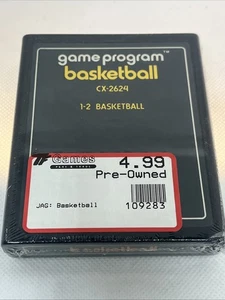 game program™
basketball
CX-2624
1-2 BASKETBALL
Games
4.99
Pre-Owned
JAG: Basketball
109283